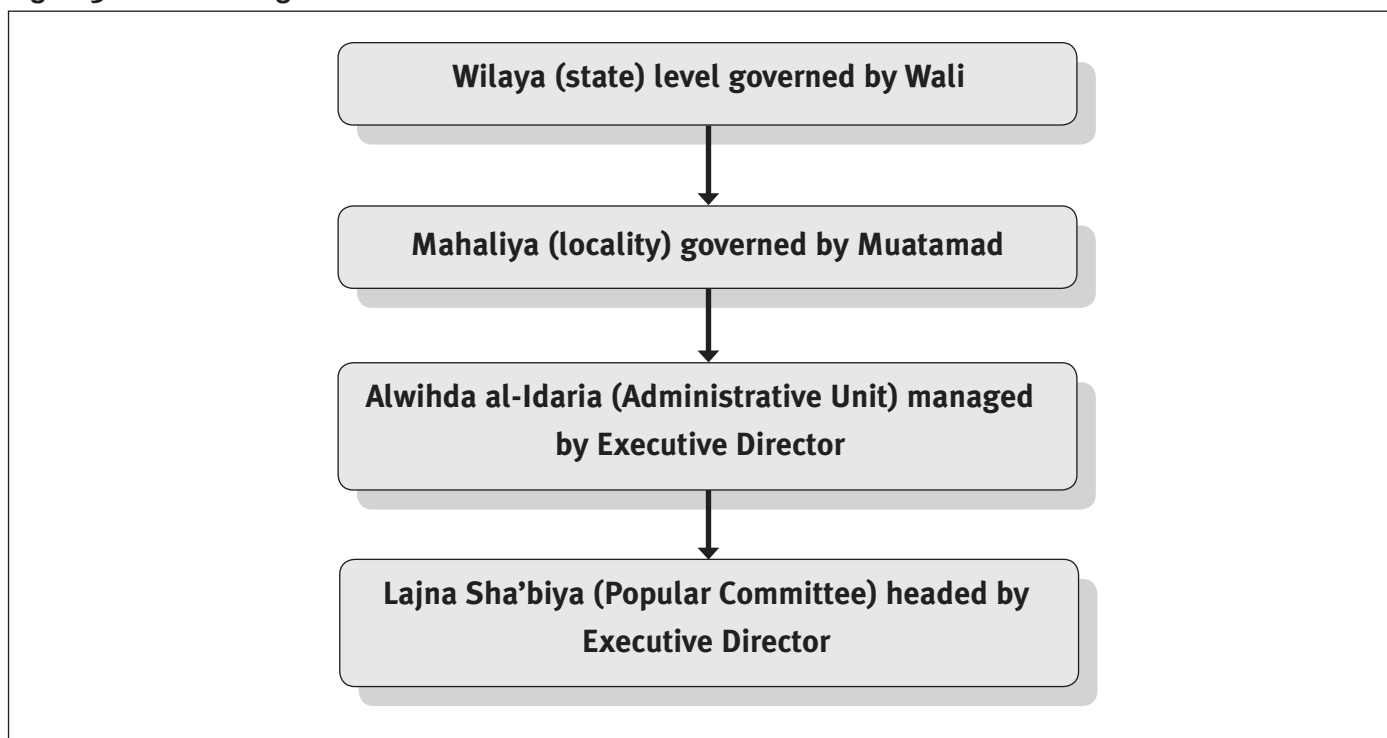 Wilaya (state) level governed by Wali
Mahaliya (locality) governed by Muatamad
Alwihda al-Idaria (Administrative Unit) managed
by Executive Director
Lajna Sha’biya (Popular Committee) headed by
Executive Director